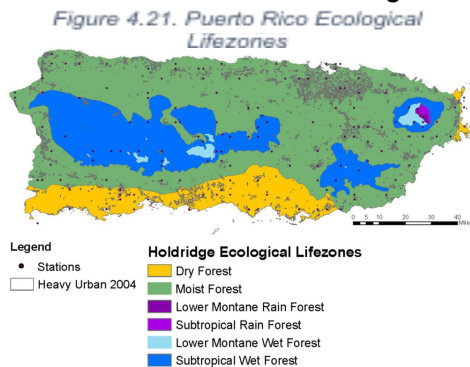 Figure 4.21. Puerto Rico Ecological
Lifezones
0 5 10 20 30 40
Mile
Legend
Stations
Heavy Urban 2004
Holdridge Ecological Lifezones
Dry Forest
Moist Forest
Lower Montane Rain Forest
Subtropical Rain Forest
Lower Montane Wet Forest
Subtropical Wet Forest